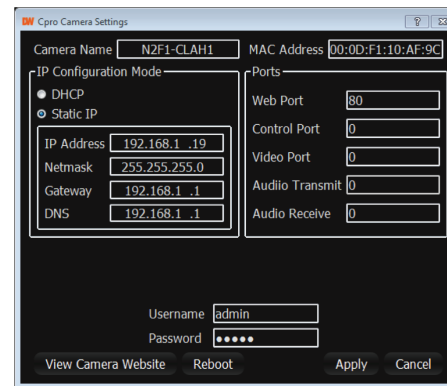 DW Cpro Camera Settings
Camera Name N2F1-CLAH1 MAC Address 00:0D:F1:10:AF:9C
IP Configuration Mode
DHCP
Static IP
IP Address 192.168.1 .19
Netmask 255.255.255.0
Gateway 192.168.1 .1
DNS 192.168.1 .1
Ports
Web Port 80
Control Port 0
Video Port 0
Audiio Transmit 0
Audio Receive 0
Username admin
Password •••••
View Camera Website Reboot Apply Cancel